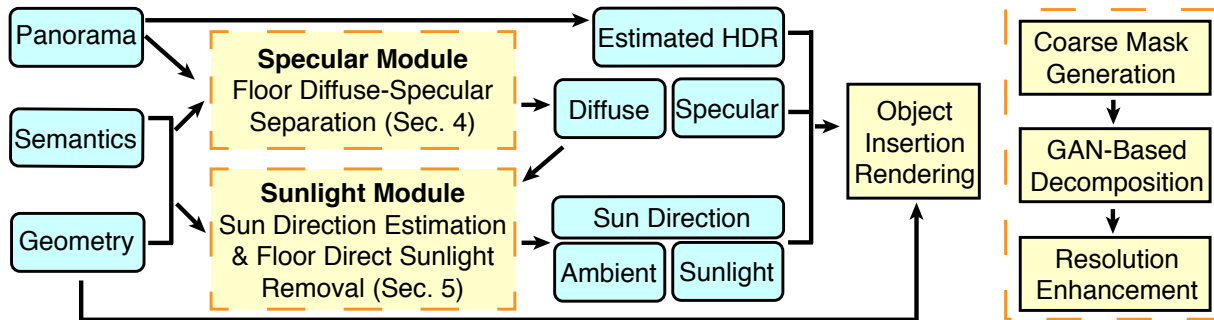 Panorama
Semantics
Geometry
Specular Module
Floor Diffuse-Specular
Separation (Sec. 4)
Sunlight Module
Sun Direction Estimation
& Floor Direct Sunlight
Removal (Sec. 5)
Estimated HDR
Diffuse
Specular
Sun Direction
Ambient
Sunlight
Object
Insertion
Rendering
Coarse Mask
Generation
GAN-Based
Decomposition
Resolution
Enhancement